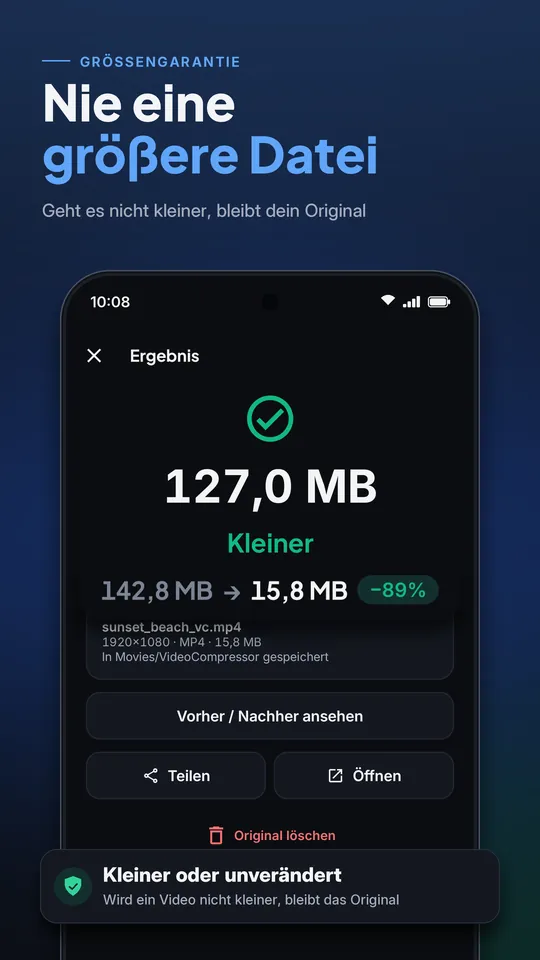 GRÖSSENGARANTIE
Nie eine
größere Datei
Geht es nicht kleiner, bleibt dein Original
10:08
Ergebnis
127,0 MB
Kleiner
142,8 MB → 15,8 MB −89%
sunset_beach_vc.mp4
1920×1080 · MP4 · 15,8 MB
In Movies/VideoCompressor gespeichert
Vorher / Nachher ansehen
Teilen Öffnen
Original löschen
Kleiner oder unverändert
Wird ein Video nicht kleiner, bleibt das Original